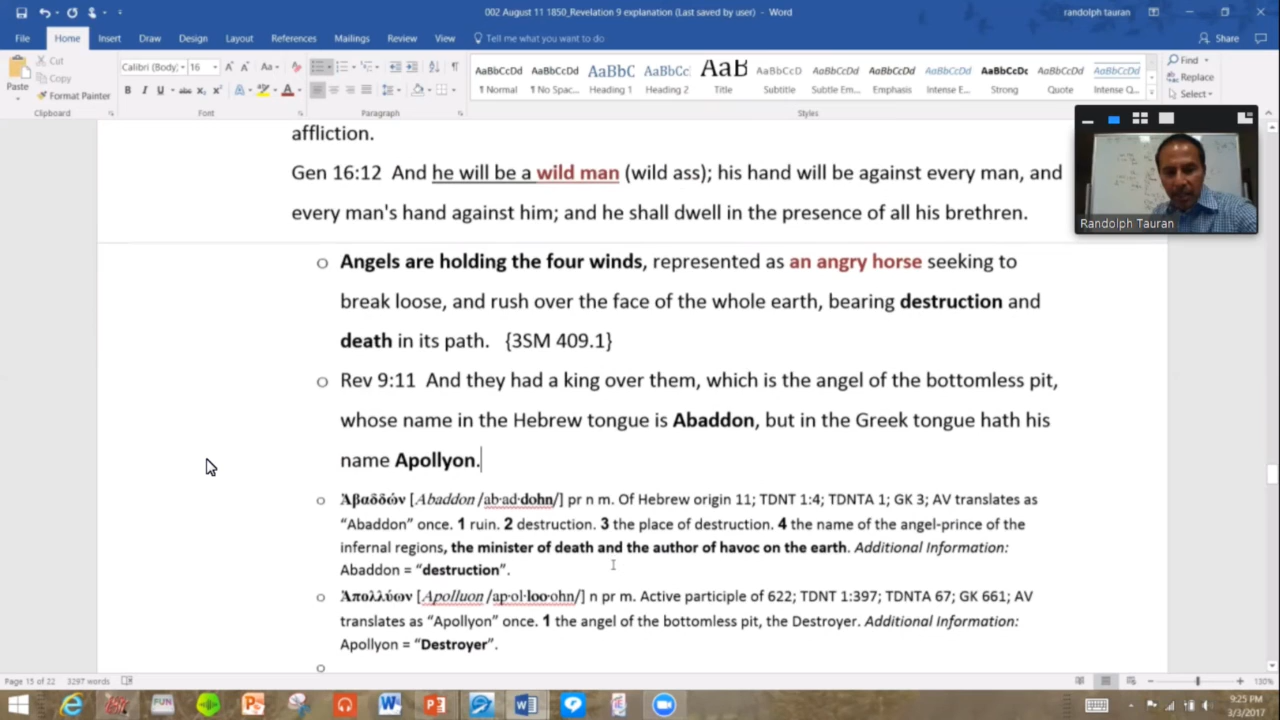 002 August 11 1850_Revelation 9 explanation (Last saved by user) - Word
randolph tauran
File Home Insert Draw Design Layout References Mailings Review View Tell me what you want to do Share
Paste
Cut
Copy
Format Painter
Clipboard
Calibri (Body) 16
Font
Paragraph
AaBbCcDd AaBbCcDd AaBbC AaBbCc AaB AaBbCcD AaBbCcDd AaBbCcDd AaBbCcDd AaBbCcDc AaBbCcDd AaBbCcDd
¶ Normal ¶ No Spac... Heading 1 Heading 2 Title Subtitle Subtle Em... Emphasis Intense E... Strong Quote Intense Q...
Styles
Find
Replace
Select
Randolph Tauran
affliction.
Gen 16:12 And he will be a wild man (wild ass); his hand will be against every man, and
every man's hand against him; and he shall dwell in the presence of all his brethren.
o Angels are holding the four winds, represented as an angry horse seeking to
break loose, and rush over the face of the whole earth, bearing destruction and
death in its path. {3SM 409.1}
o Rev 9:11 And they had a king over them, which is the angel of the bottomless pit,
whose name in the Hebrew tongue is Abaddon, but in the Greek tongue hath his
name Apollyon.
o Ἀβαδδών [Abaddon /ab·ad·dohn/] pr n m. Of Hebrew origin 11; TDNT 1:4; TDNTA 1; GK 3; AV translates as
“Abaddon” once. 1 ruin. 2 destruction. 3 the place of destruction. 4 the name of the angel-prince of the
infernal regions, the minister of death and the author of havoc on the earth. Additional Information:
Abaddon = “destruction”.
o Ἀπολλύων [Apolluon /ap·ol·loo·ohn/] n pr m. Active participle of 622; TDNT 1:397; TDNTA 67; GK 661; AV
translates as “Apollyon” once. 1 the angel of the bottomless pit, the Destroyer. Additional Information:
Apollyon = “Destroyer”.
o
Page 15 of 22 3297 words
130%
FUN
9:25 PM
3/3/2017